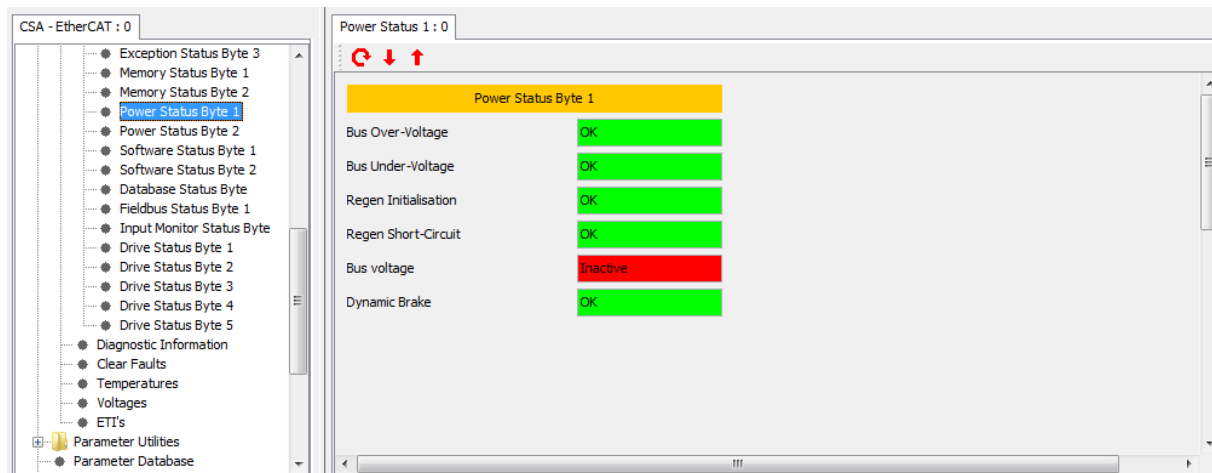 CSA - EtherCAT : 0
Exception Status Byte 3
Memory Status Byte 1
Memory Status Byte 2
Power Status Byte 1
Power Status Byte 2
Software Status Byte 1
Software Status Byte 2
Database Status Byte
Fieldbus Status Byte 1
Input Monitor Status Byte
Drive Status Byte 1
Drive Status Byte 2
Drive Status Byte 3
Drive Status Byte 4
Drive Status Byte 5
Diagnostic Information
Clear Faults
Temperatures
Voltages
ETI's
Parameter Utilities
Parameter Database
Power Status 1 : 0
Power Status Byte 1
Bus Over-Voltage OK
Bus Under-Voltage OK
Regen Initialisation OK
Regen Short-Circuit OK
Bus voltage Inactive
Dynamic Brake OK